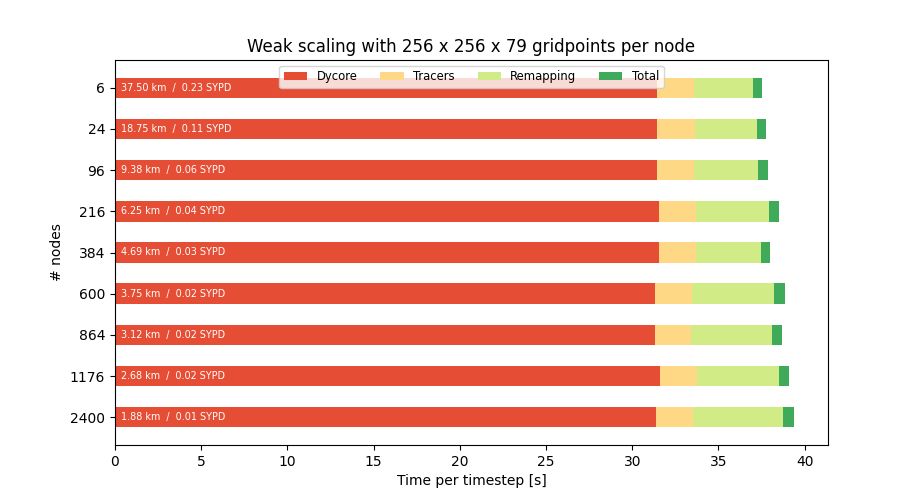 Weak scaling with 256 x 256 x 79 gridpoints per node
Dycore Tracers Remapping Total
6 37.50 km / 0.23 SYPD
24 18.75 km / 0.11 SYPD
96 9.38 km / 0.06 SYPD
216 6.25 km / 0.04 SYPD
384 4.69 km / 0.03 SYPD
600 3.75 km / 0.02 SYPD
864 3.12 km / 0.02 SYPD
1176 2.68 km / 0.02 SYPD
2400 1.88 km / 0.01 SYPD
# nodes
0 5 10 15 20 25 30 35 40
Time per timestep [s]